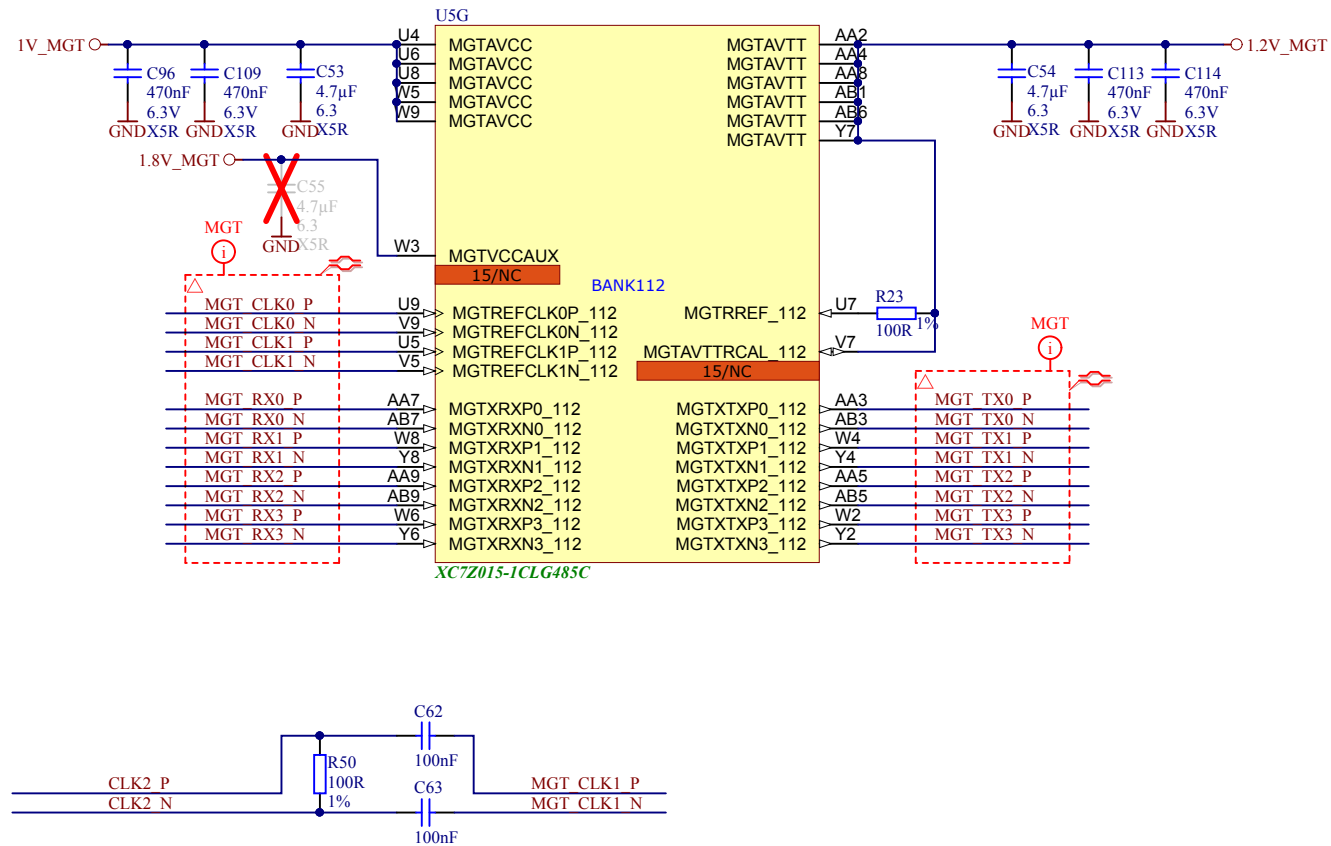 U5G
1V_MGT
C96
470nF
6.3V
X5R
GND
C109
470nF
6.3V
X5R
GND
C53
4.7µF
6.3
X5R
GND
U4
U6
U8
W5
W9
MGTAVCC
MGTAVCC
MGTAVCC
MGTAVCC
MGTAVCC
MGTAVTT
MGTAVTT
MGTAVTT
MGTAVTT
MGTAVTT
MGTAVTT
AA2
AA4
AA8
AB1
AB6
Y7
1.2V_MGT
C54
4.7µF
6.3
X5R
GND
C113
470nF
6.3V
X5R
GND
C114
470nF
6.3V
X5R
GND
1.8V_MGT
C55
4.7µF
6.3
X5R
GND
W3
MGTVCCAUX
15/NC
BANK112
MGT
i
MGT_CLK0_P
U9
MGTREFCLK0P_112
MGT_CLK0_N
V9
MGTREFCLK0N_112
MGT_CLK1_P
U5
MGTREFCLK1P_112
MGT_CLK1_N
V5
MGTREFCLK1N_112
MGTRREF_112
U7
R23
100R
1%
MGTAVTTRCAL_112
V7
15/NC
MGT
i
MGT_RX0_P
AA7
MGTXRXP0_112
MGT_RX0_N
AB7
MGTXRXN0_112
MGT_RX1_P
W8
MGTXRXP1_112
MGT_RX1_N
Y8
MGTXRXN1_112
MGT_RX2_P
AA9
MGTXRXP2_112
MGT_RX2_N
AB9
MGTXRXN2_112
MGT_RX3_P
W6
MGTXRXP3_112
MGT_RX3_N
Y6
MGTXRXN3_112
MGTXTXP0_112
AA3
MGT_TX0_P
MGTXTXN0_112
AB3
MGT_TX0_N
MGTXTXP1_112
W4
MGT_TX1_P
MGTXTXN1_112
Y4
MGT_TX1_N
MGTXTXP2_112
AA5
MGT_TX2_P
MGTXTXN2_112
AB5
MGT_TX2_N
MGTXTXP3_112
W2
MGT_TX3_P
MGTXTXN3_112
Y2
MGT_TX3_N
XC7Z015-1CLG485C
C62
100nF
R50
100R
1%
C63
100nF
CLK2_P
CLK2_N
MGT_CLK1_P
MGT_CLK1_N